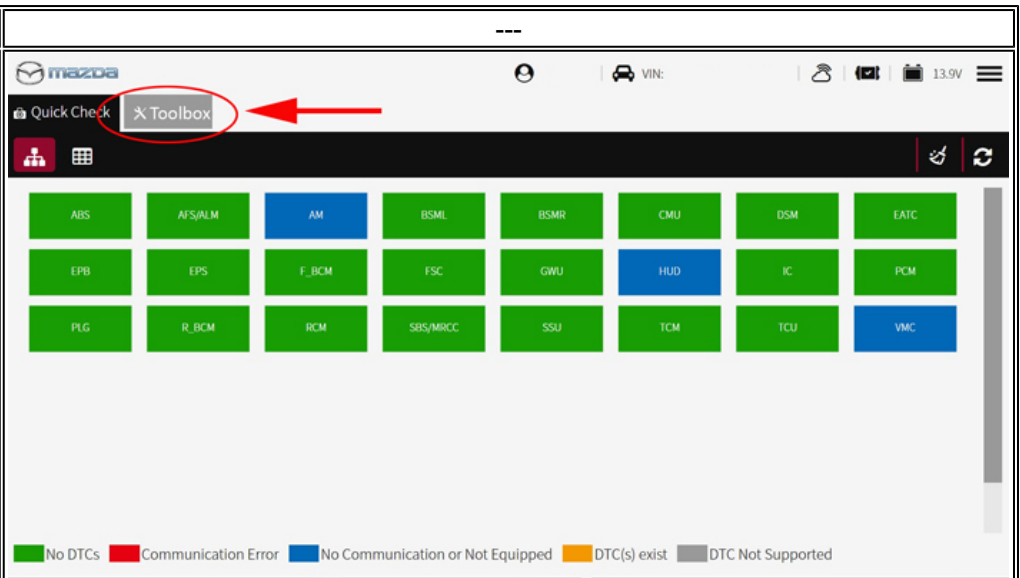 ---
mazda VIN: 13.9V
Quick Check Toolbox
ABS AFS/ALM AM BSML BSMR CMU DSM EATC
EPB EPS F_BCM FSC GWU HUD IC PCM
PLG R_BCM RCM SBS/MRCC SSU TCM TCU VMC
No DTCs Communication Error No Communication or Not Equipped DTC(s) exist DTC Not Supported